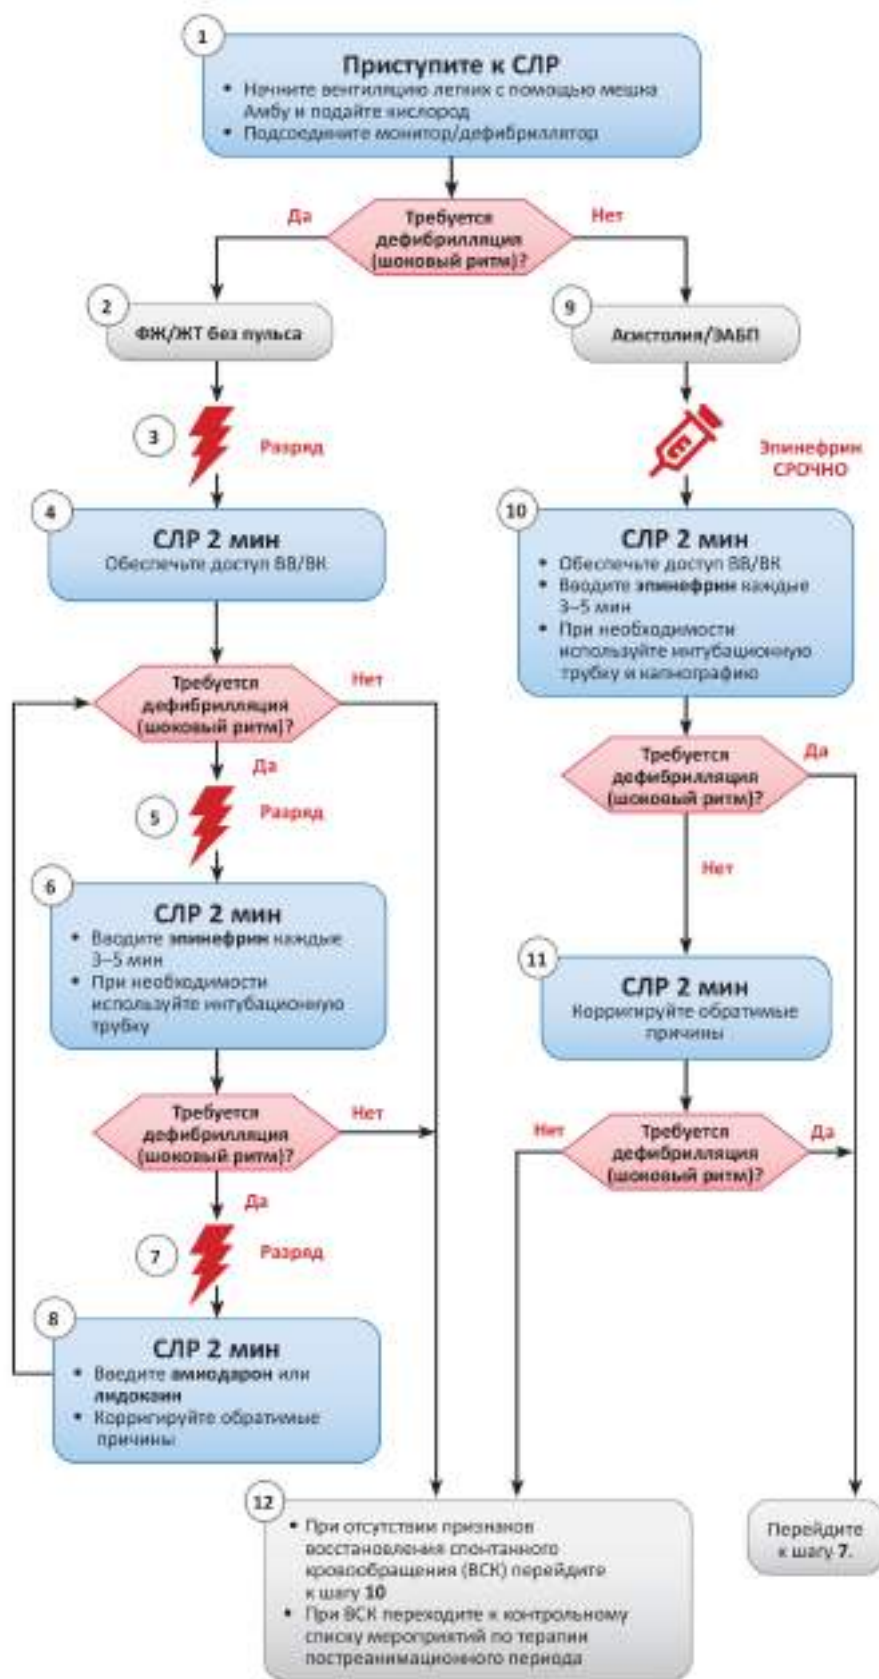 1
Приступите к СЛР
• Начните вентиляцию легких с помощью мешка
Амбу и подайте кислород
• Подсоедините монитор/дефибриллятор
Да
Требуется
дефибрилляция
(шоковый ритм)?
Нет
2
ФЖ/ЖТ без пульса
9
Асистолия/ЭАБП
3
Разряд
Эпинефрин
СРОЧНО
4
СЛР 2 мин
Обеспечьте доступ ВВ/ВК
10
СЛР 2 мин
• Обеспечьте доступ ВВ/ВК
• Вводите эпинефрин каждые
3–5 мин
• При необходимости
используйте интубационную
трубку и капнографию
Требуется
дефибрилляция
(шоковый ритм)?
Нет
Да
Требуется
дефибрилляция
(шоковый ритм)?
Да
Нет
5
Разряд
6
СЛР 2 мин
• Вводите эпинефрин каждые
3–5 мин
• При необходимости
используйте интубационную
трубку
11
СЛР 2 мин
Корригируйте обратимые
причины
Требуется
дефибрилляция
(шоковый ритм)?
Нет
Да
Нет
Требуется
дефибрилляция
(шоковый ритм)?
Да
7
Разряд
8
СЛР 2 мин
• Введите амиодарон или
лидокаин
• Корригируйте обратимые
причины
12
• При отсутствии признаков
восстановления спонтанного
кровообращения (ВСК) перейдите
к шагу 10
• При ВСК переходите к контрольному
списку мероприятий по терапии
постреанимационного периода
Перейдите
к шагу 7.